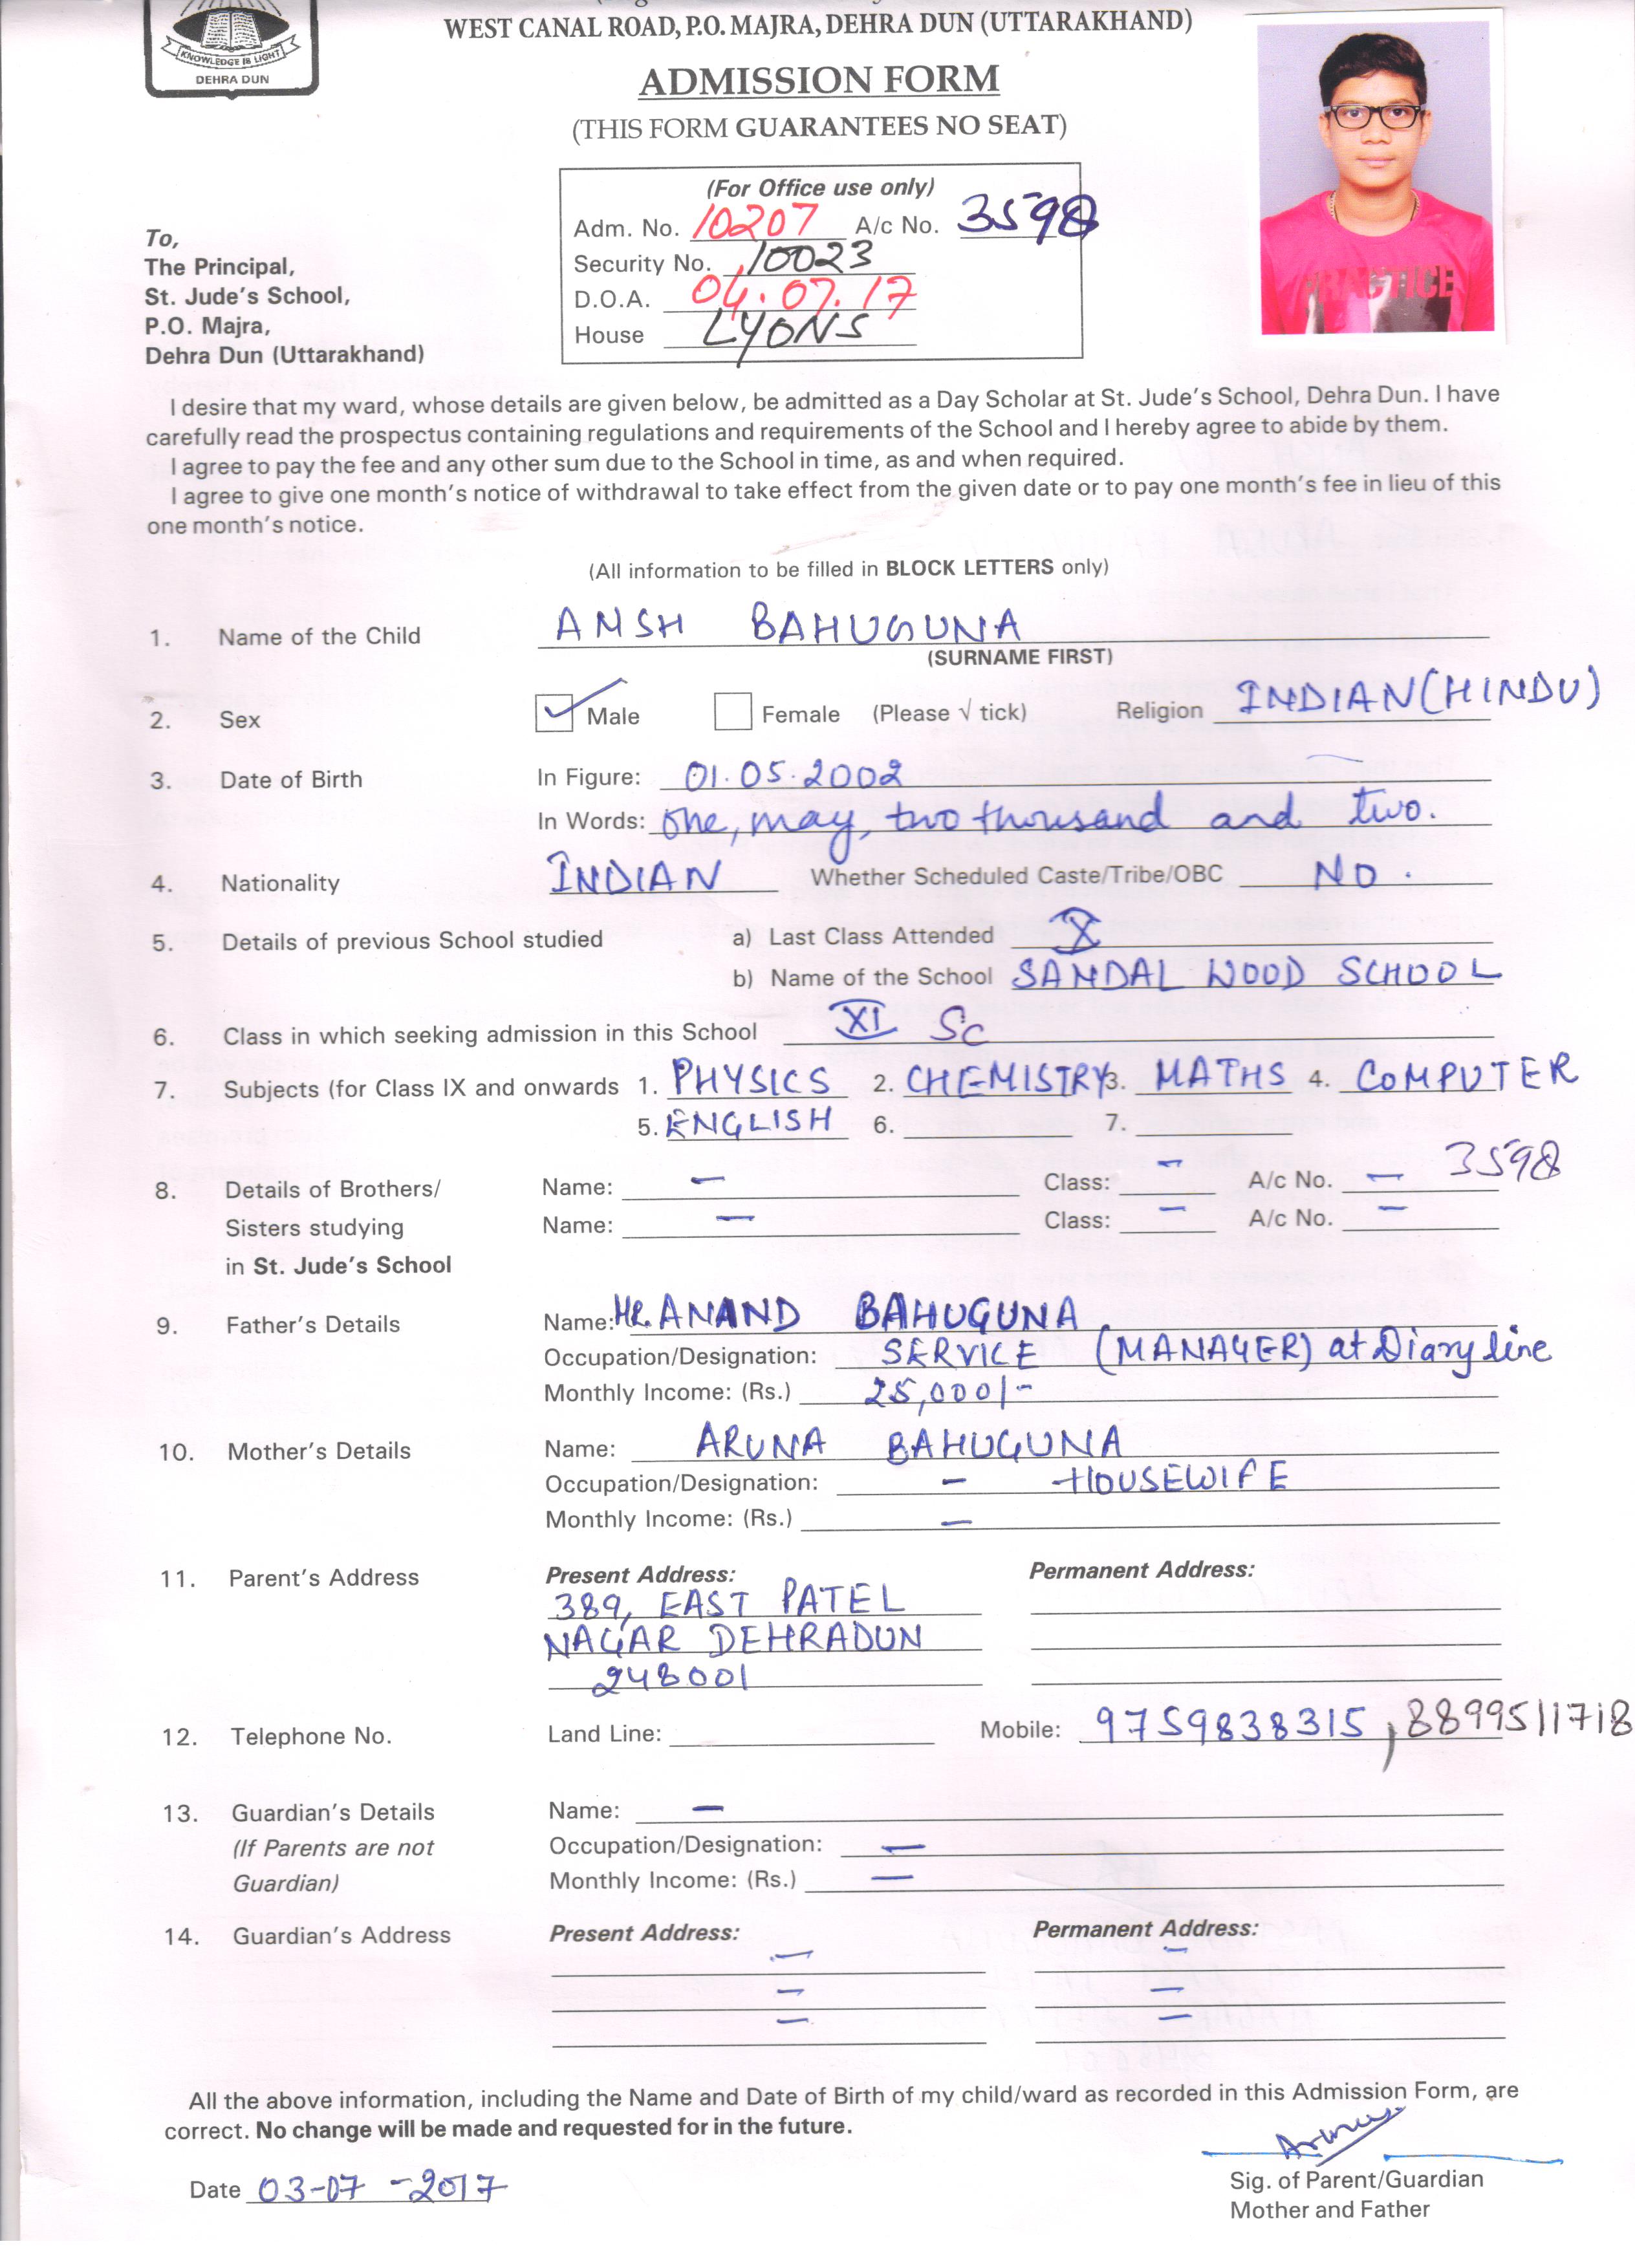 KNOWLEDGE IS LIGHT
DEHRA DUN
WEST CANAL ROAD, P.O. MAJRA, DEHRA DUN (UTTARAKHAND)
ADMISSION FORM
(THIS FORM GUARANTEES NO SEAT)
PRACTICE
(For Office use only)
Adm. No. 10207 A/c No. 3598
Security No. 10023
D.O.A. 04.07.17
House LYONS
To,
The Principal,
St. Jude's School,
P.O. Majra,
Dehra Dun (Uttarakhand)
I desire that my ward, whose details are given below, be admitted as a Day Scholar at St. Jude's School, Dehra Dun. I have
carefully read the prospectus containing regulations and requirements of the School and I hereby agree to abide by them.
I agree to pay the fee and any other sum due to the School in time, as and when required.
I agree to give one month's notice of withdrawal to take effect from the given date or to pay one month's fee in lieu of this
one month's notice.
(All information to be filled in BLOCK LETTERS only)
1. Name of the Child ANSH BAHUGUNA
(SURNAME FIRST)
2. Sex Male Female (Please √ tick) Religion INDIAN (HINDU)
3. Date of Birth In Figure: 01.05.2002
In Words: One, may, two thousand and two.
4. Nationality INDIAN Whether Scheduled Caste/Tribe/OBC NO.
5. Details of previous School studied a) Last Class Attended X
b) Name of the School SANDAL WOOD SCHOOL
6. Class in which seeking admission in this School XI Sc
7. Subjects (for Class IX and onwards 1. PHYSICS 2. CHEMISTRY 3. MATHS 4. COMPUTER
5. ENGLISH 6. 7.
8. Details of Brothers/ Name: – Class: – A/c No. – 3598
Sisters studying Name: – Class: – A/c No. –
in St. Jude's School
9. Father's Details Name: MR. ANAND BAHUGUNA
Occupation/Designation: SERVICE (MANAGER) at Diary line
Monthly Income: (Rs.) 25,000/-
10. Mother's Details Name: ARUNA BAHUGUNA
Occupation/Designation: – HOUSEWIFE
Monthly Income: (Rs.) –
11. Parent's Address Present Address: Permanent Address:
389, EAST PATEL
NAGAR DEHRADUN
248001
12. Telephone No. Land Line: Mobile: 9759838315, 8899511718
13. Guardian's Details Name: –
(If Parents are not Occupation/Designation: –
Guardian) Monthly Income: (Rs.) –
14. Guardian's Address Present Address: Permanent Address:
– –
– –
– –
All the above information, including the Name and Date of Birth of my child/ward as recorded in this Admission Form, are
correct. No change will be made and requested for in the future.
Aruna
Date 03-07-2017
Sig. of Parent/Guardian
Mother and Father